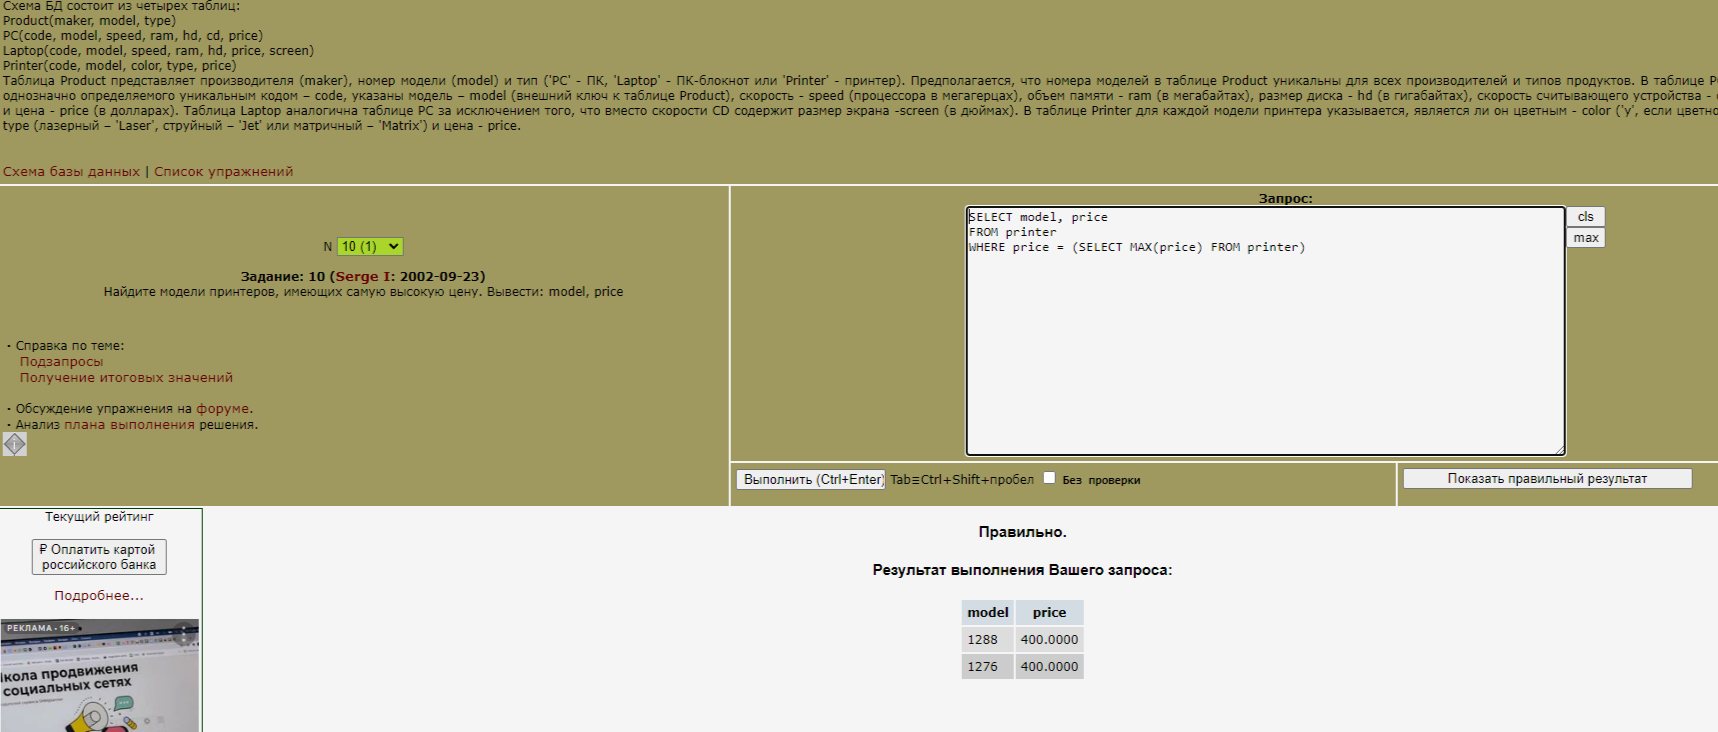 Схема БД состоит из четырех таблиц:
Product(maker, model, type)
PC(code, model, speed, ram, hd, cd, price)
Laptop(code, model, speed, ram, hd, price, screen)
Printer(code, model, color, type, price)
Таблица Product представляет производителя (maker), номер модели (model) и тип ('PC' - ПК, 'Laptop' - ПК-блокнот или 'Printer' - принтер). Предполагается, что номера моделей в таблице Product уникальны для всех производителей и типов продуктов. В таблице
однозначно определяемого уникальным кодом – code, указаны модель – model (внешний ключ к таблице Product), скорость - speed (процессора в мегагерцах), объем памяти - ram (в мегабайтах), размер диска - hd (в гигабайтах), скорость считывающего устройства -
и цена - price (в долларах). Таблица Laptop аналогична таблице РС за исключением того, что вместо скорости CD содержит размер экрана -screen (в дюймах). В таблице Printer для каждой модели принтера указывается, является ли он цветным - color ('y', если
type (лазерный – 'Laser', струйный – 'Jet' или матричный – 'Matrix') и цена - price.
Схема базы данных | Список упражнений
Запрос:
SELECT model, price
FROM printer
WHERE price = (SELECT MAX(price) FROM printer)
cls
max
N 10 (1)
Задание: 10 (Serge I: 2002-09-23)
Найдите модели принтеров, имеющих самую высокую цену. Вывести: model, price
· Справка по теме:
Подзапросы
Получение итоговых значений
· Обсуждение упражнения на форуме.
· Анализ плана выполнения решения.
Выполнить (Ctrl+Enter) Tab≡Ctrl+Shift+пробел Без проверки
Показать правильный результат
Текущий рейтинг
₽ Оплатить картой
российского банка
Подробнее...
РЕКЛАМА • 16+
продвижения
социальных сетях
Правильно.
Результат выполнения Вашего запроса:
model price
1288 400.0000
1276 400.0000